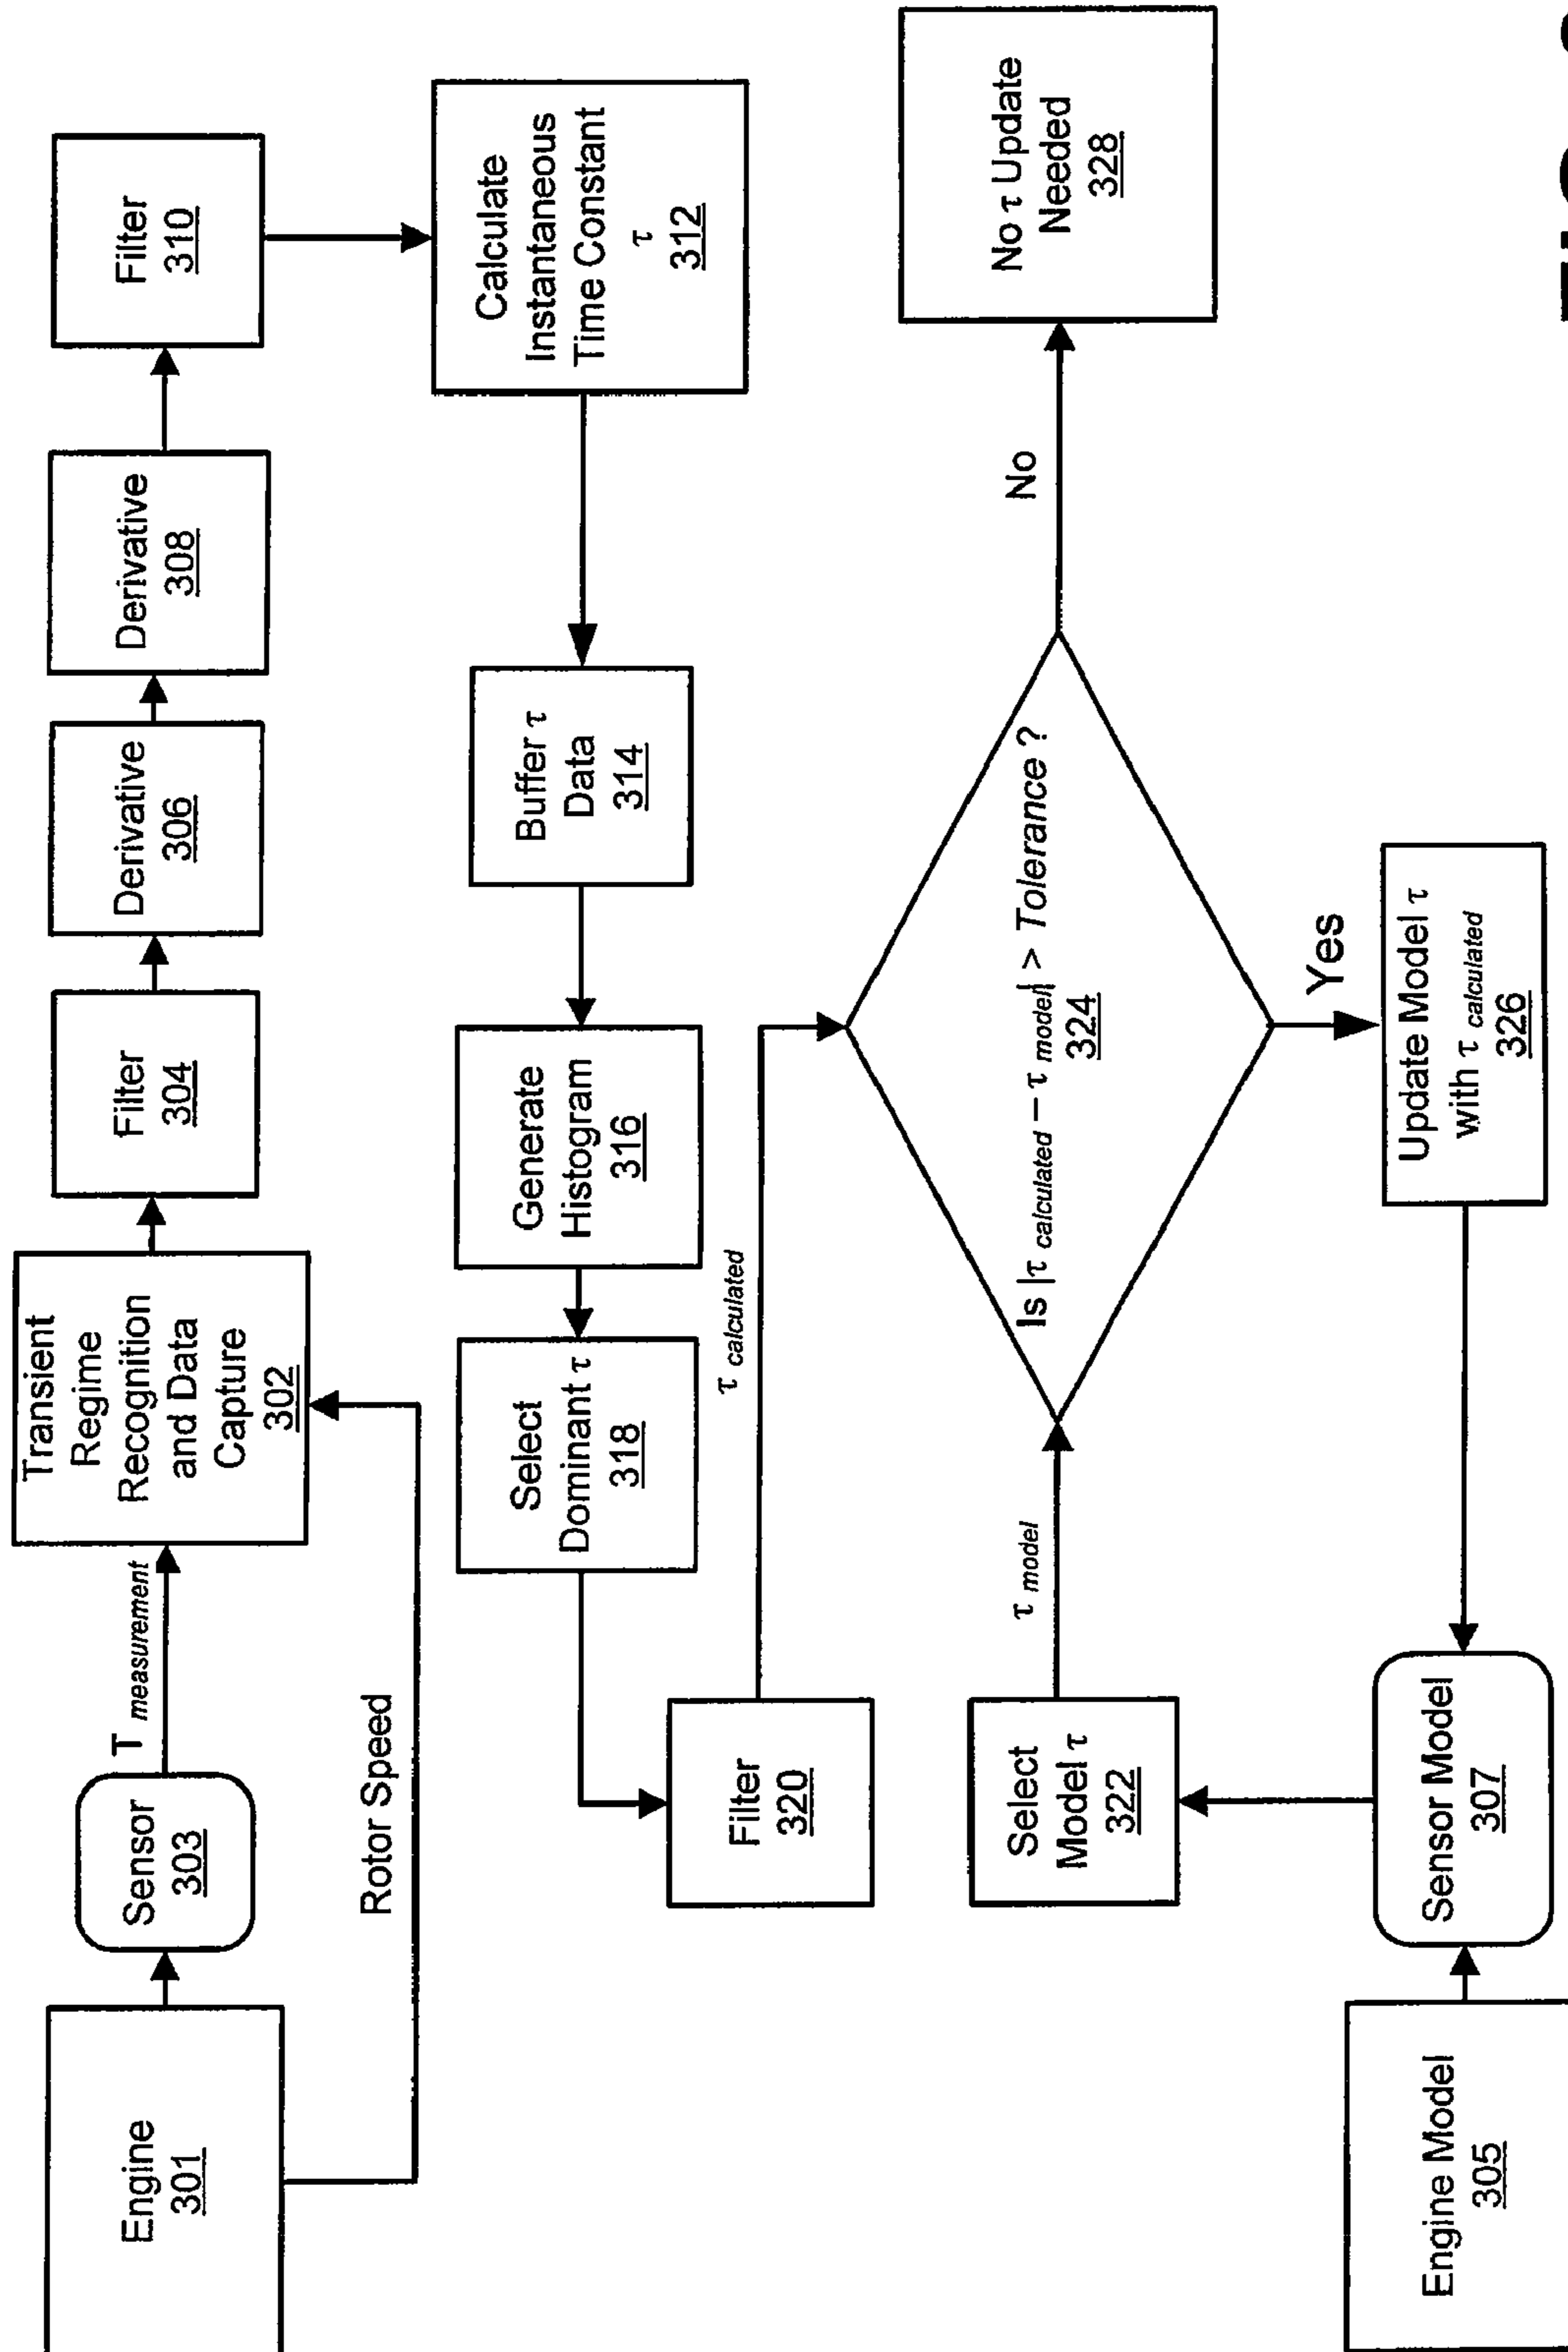 Engine
301
Sensor
303
T measurement
Rotor Speed
Transient
Regime
Recognition
and Data
Capture
302
Filter
304
Derivative
306
Derivative
308
Filter
310
Calculate
Instantaneous
Time Constant
τ
312
Buffer τ
Data
314
Generate
Histogram
316
Select
Dominant τ
318
Filter
320
τ calculated
Engine Model
305
Sensor Model
307
Select
Model τ
322
τ model
Is |τ calculated – τ model| > Tolerance ?
324
No
No τ Update
Needed
328
Yes
Update Model τ
with τ calculated
326